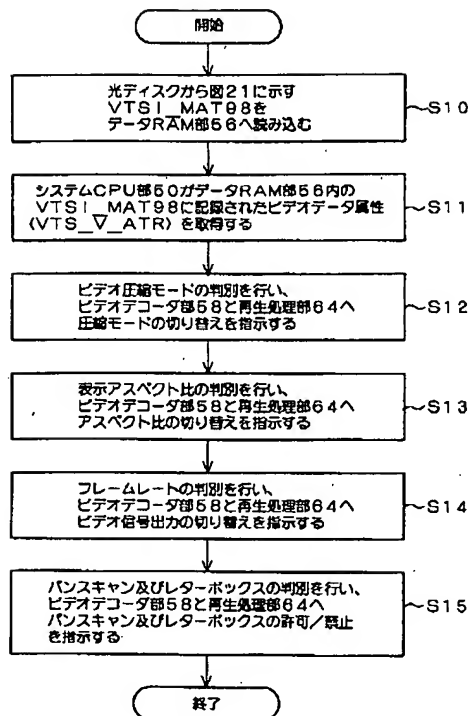 開始
光ディスクから図21に示す
VTSI_MAT98を
データRAM部56へ読み込む
~S10
システムCPU部50がデータRAM部56内の
VTSI_MAT98に記録されたビデオデータ属性
(VTS_V_ATR)を取得する
~S11
ビデオ圧縮モードの判別を行い、
ビデオデコーダ部58と再生処理部64へ
圧縮モードの切り替えを指示する
~S12
表示アスペクト比の判別を行い、
ビデオデコーダ部58と再生処理部64へ
アスペクト比の切り替えを指示する
~S13
フレームレートの判別を行い、
ビデオデコーダ部58と再生処理部64へ
ビデオ信号出力の切り替えを指示する
~S14
パンスキャン及びレターボックスの判別を行い、
ビデオデコーダ部58と再生処理部64へ
パンスキャン及びレターボックスの許可/禁止
を指示する
~S15
終了